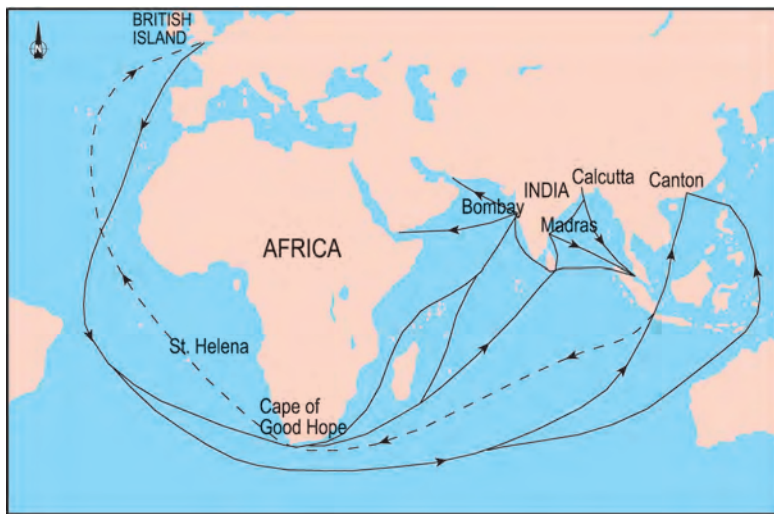 BRITISH
ISLAND
N
INDIA
Calcutta
Canton
Bombay
Madras
AFRICA
St. Helena
Cape of
Good Hope